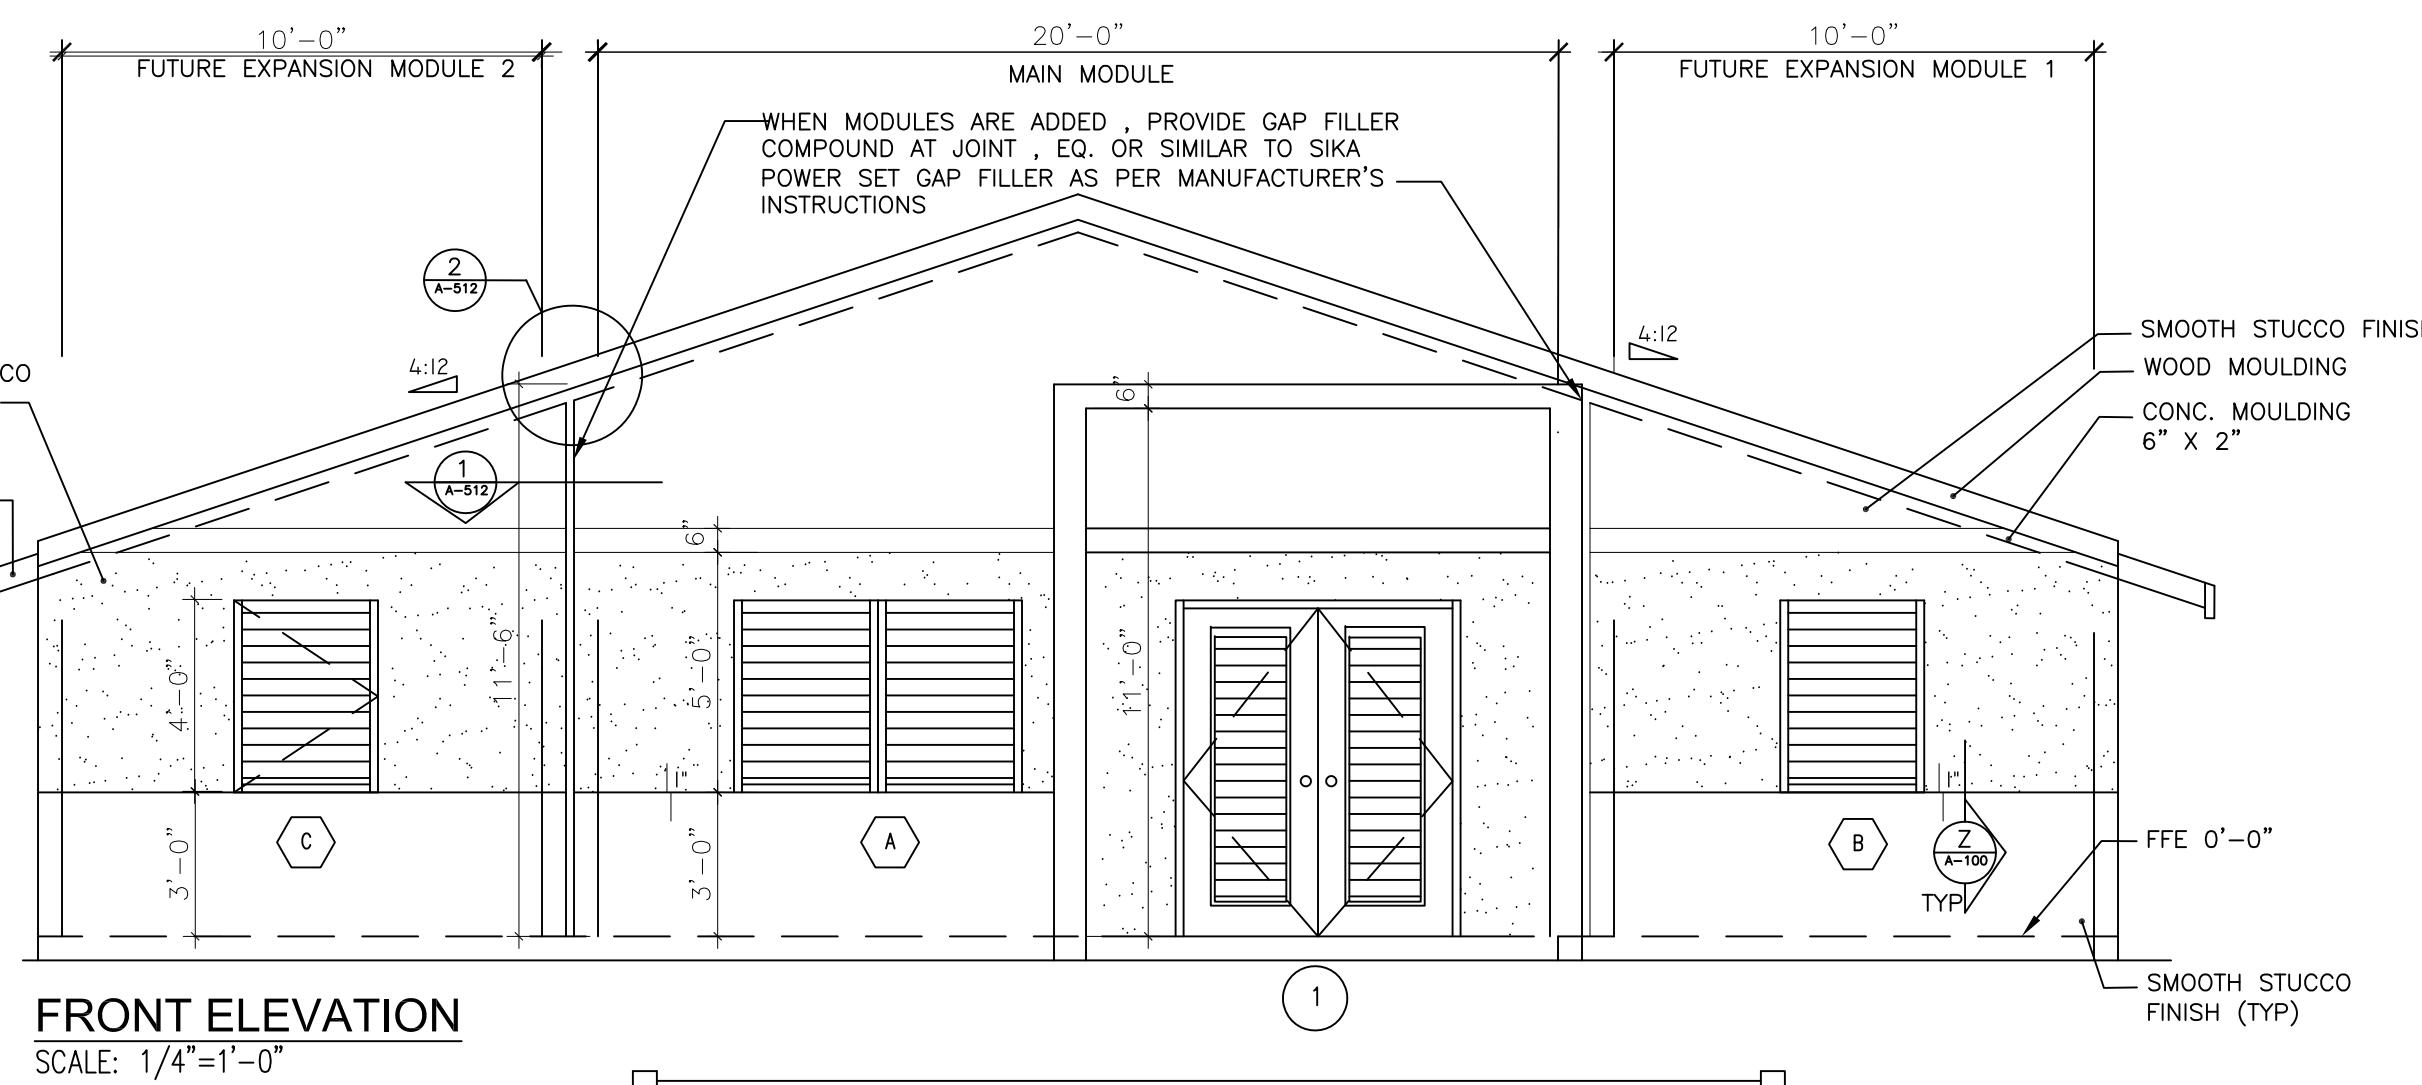 10'-0"
FUTURE EXPANSION MODULE 2
20'-0"
MAIN MODULE
10'-0"
FUTURE EXPANSION MODULE 1
WHEN MODULES ARE ADDED , PROVIDE GAP FILLER
COMPOUND AT JOINT , EQ. OR SIMILAR TO SIKA
POWER SET GAP FILLER AS PER MANUFACTURER'S
INSTRUCTIONS
2
A-512
4:12
4:12
SMOOTH STUCCO FINIS
WOOD MOULDING
CONC. MOULDING
6" X 2"
CO
6"
1
A-512
6"
11'-6"
4'-0"
5'-0"
11'-0"
1"
1"
3'-0"
3'-0"
C
A
B
Z
A-100
TYP
FFE 0'-0"
SMOOTH STUCCO
FINISH (TYP)
1
FRONT ELEVATION
SCALE: 1/4"=1'-0"